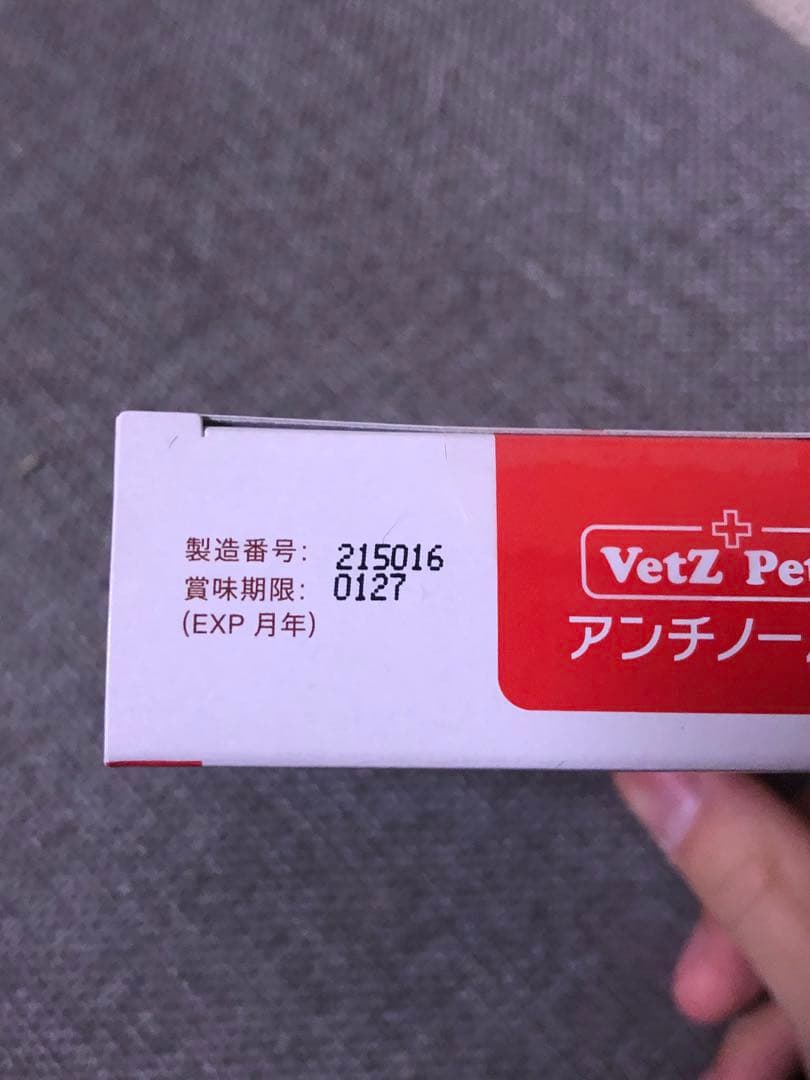 製造番号: 215016
賞味期限: 0127
(EXP 月年)
VetZ Pet
アンチノー